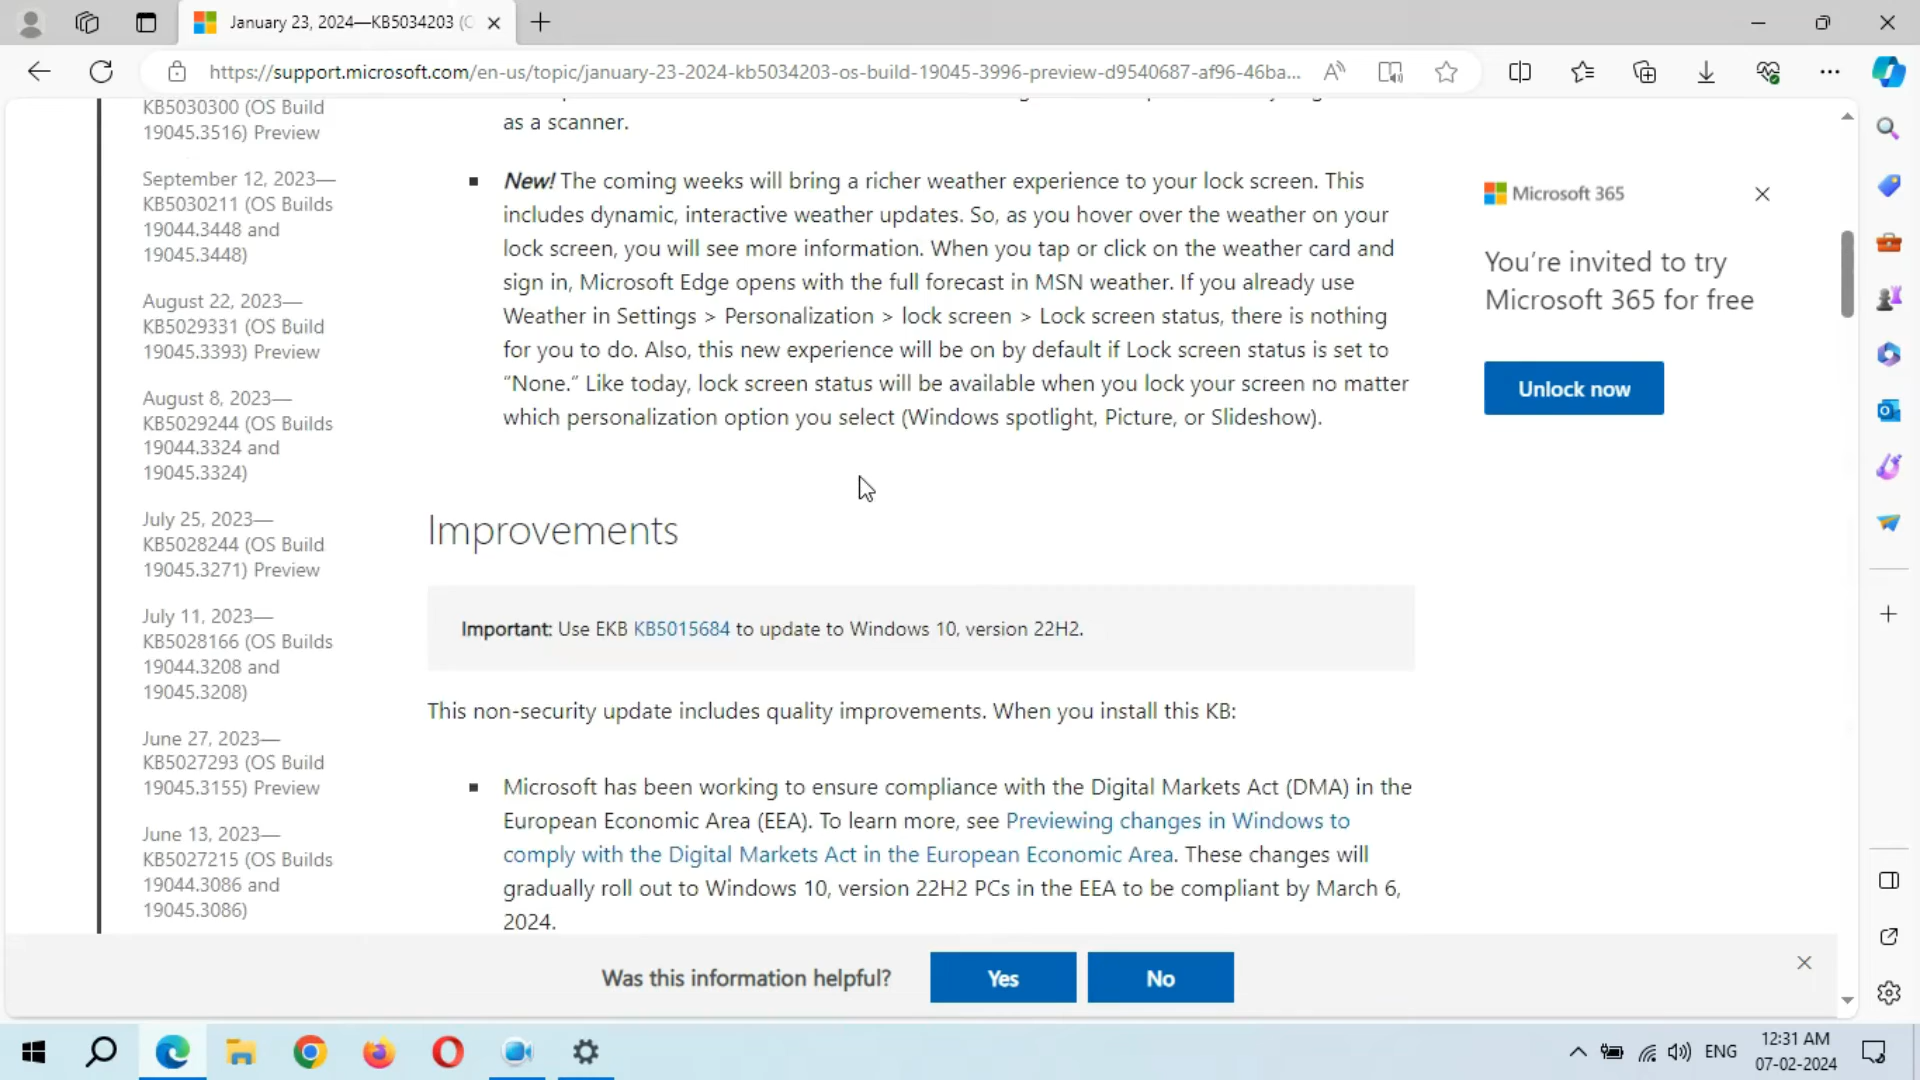 January 23, 2024—KB5034203 (O
https://support.microsoft.com/en-us/topic/january-23-2024-kb5034203-os-build-19045-3996-preview-d9540687-af96-46ba...
KB5030300 (OS Build
19045.3516) Preview
September 12, 2023—
KB5030211 (OS Builds
19044.3448 and
19045.3448)
August 22, 2023—
KB5029331 (OS Build
19045.3393) Preview
August 8, 2023—
KB5029244 (OS Builds
19044.3324 and
19045.3324)
July 25, 2023—
KB5028244 (OS Build
19045.3271) Preview
July 11, 2023—
KB5028166 (OS Builds
19044.3208 and
19045.3208)
June 27, 2023—
KB5027293 (OS Build
19045.3155) Preview
June 13, 2023—
KB5027215 (OS Builds
19044.3086 and
19045.3086)
as a scanner.
New! The coming weeks will bring a richer weather experience to your lock screen. This
includes dynamic, interactive weather updates. So, as you hover over the weather on your
lock screen, you will see more information. When you tap or click on the weather card and
sign in, Microsoft Edge opens with the full forecast in MSN weather. If you already use
Weather in Settings > Personalization > lock screen > Lock screen status, there is nothing
for you to do. Also, this new experience will be on by default if Lock screen status is set to
“None.” Like today, lock screen status will be available when you lock your screen no matter
which personalization option you select (Windows spotlight, Picture, or Slideshow).
Improvements
Important: Use EKB KB5015684 to update to Windows 10, version 22H2.
This non-security update includes quality improvements. When you install this KB:
Microsoft has been working to ensure compliance with the Digital Markets Act (DMA) in the
European Economic Area (EEA). To learn more, see Previewing changes in Windows to
comply with the Digital Markets Act in the European Economic Area. These changes will
gradually roll out to Windows 10, version 22H2 PCs in the EEA to be compliant by March 6,
2024.
Microsoft 365
You’re invited to try
Microsoft 365 for free
Unlock now
Was this information helpful?
Yes
No
ENG
12:31 AM
07-02-2024